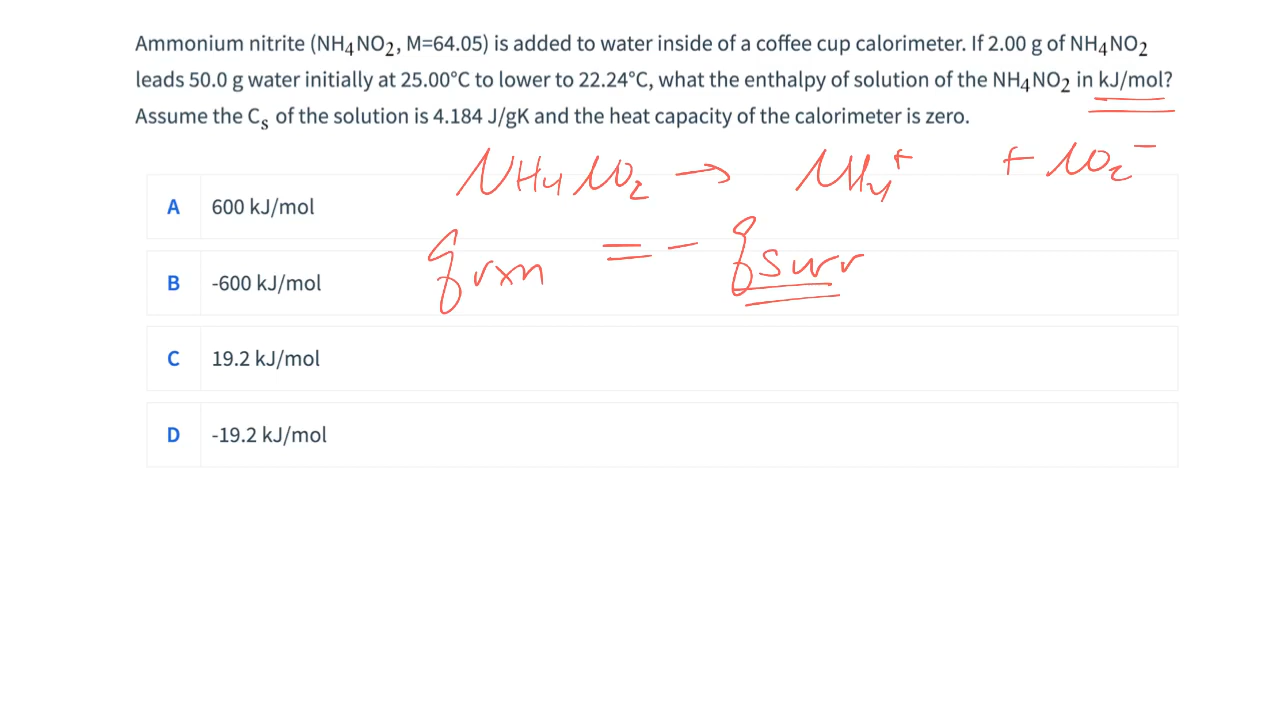 Ammonium nitrite (NH₄NO₂, M=64.05) is added to water inside of a coffee cup calorimeter. If 2.00 g of NH₄NO₂
leads 50.0 g water initially at 25.00°C to lower to 22.24°C, what the enthalpy of solution of the NH₄NO₂ in kJ/mol?
Assume the Cₛ of the solution is 4.184 J/gK and the heat capacity of the calorimeter is zero.
NH₄NO₂ → NH₄⁺ + NO₂⁻
A 600 kJ/mol
q rxn = - q surr
B -600 kJ/mol
C 19.2 kJ/mol
D -19.2 kJ/mol